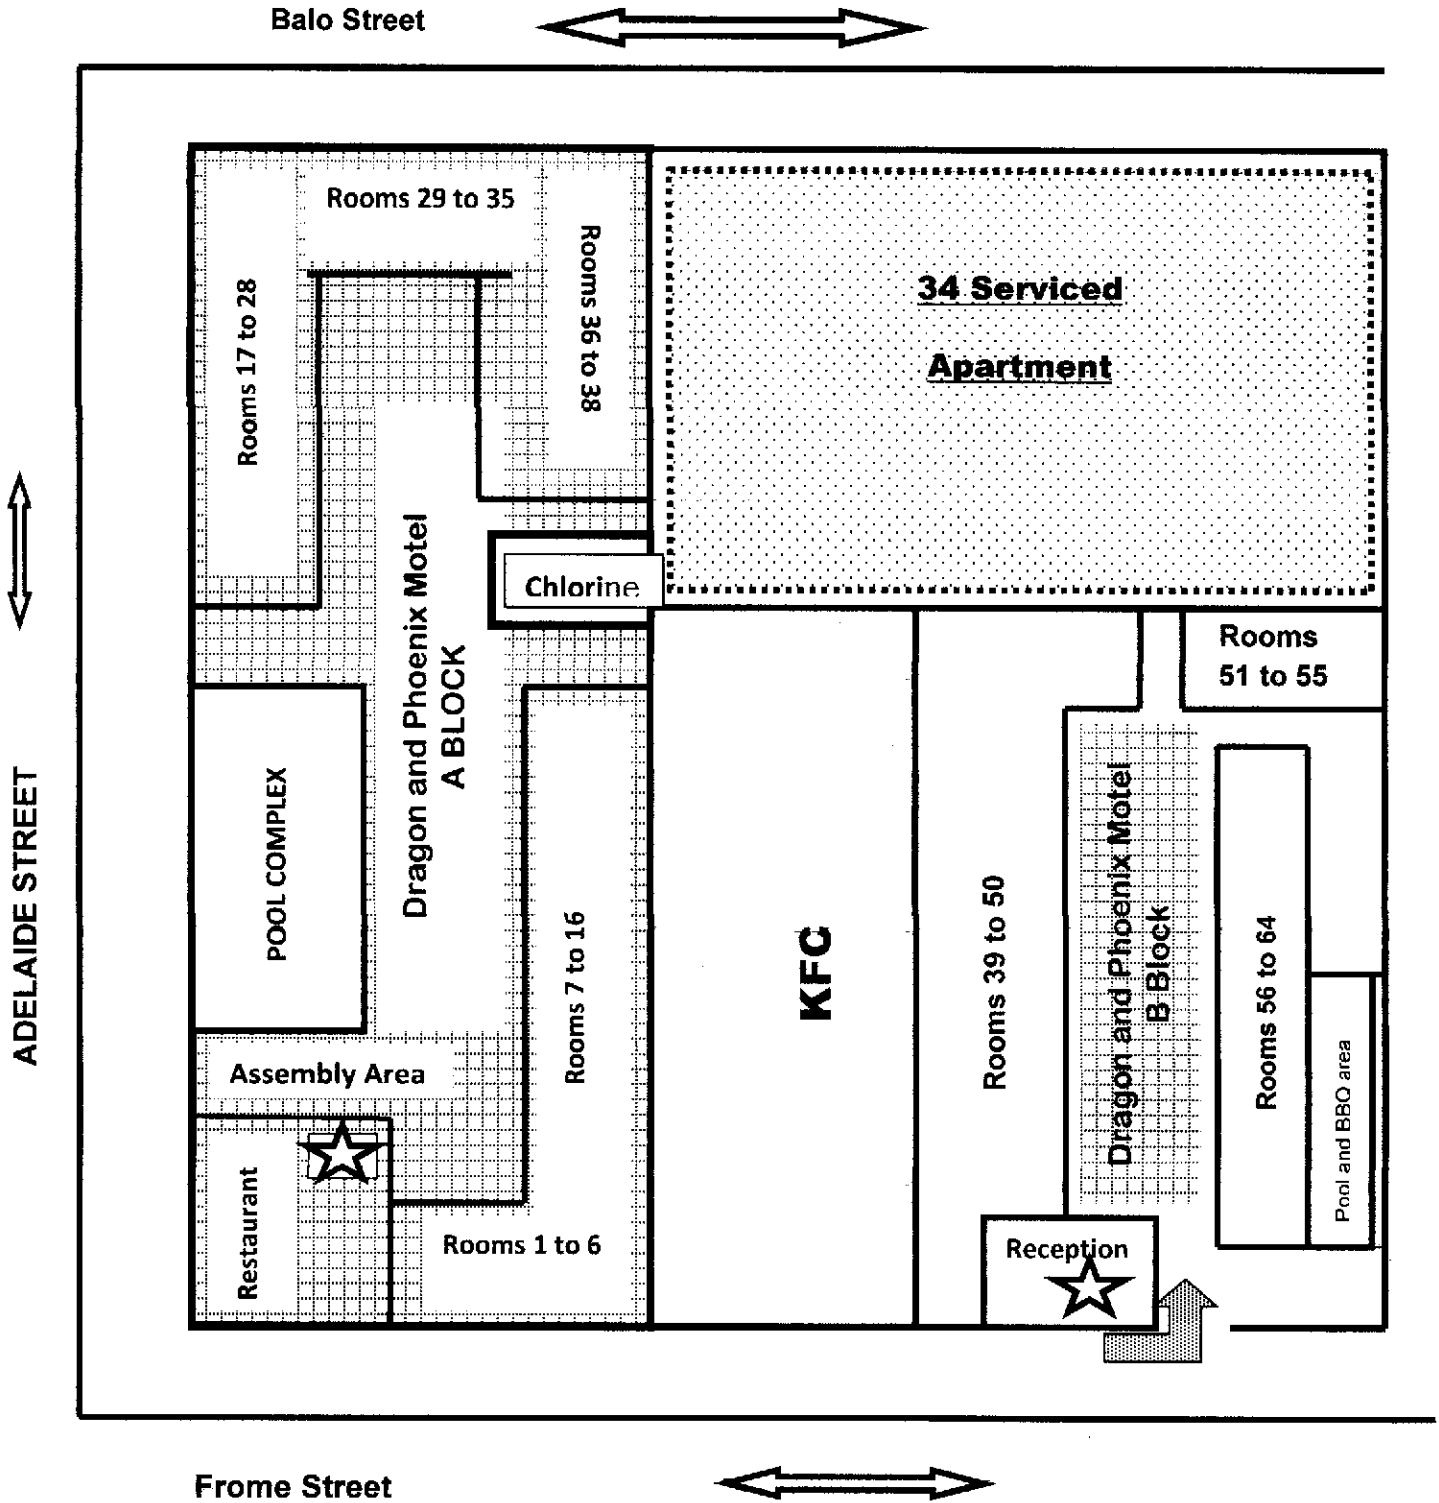 Balo Street
Rooms 29 to 35
Rooms 17 to 28
Rooms 36 to 38
34 Serviced
Apartment
Chlorine
Dragon and Phoenix Motel
A BLOCK
Rooms
51 to 55
POOL COMPLEX
ADELAIDE STREET
Rooms 7 to 16
KFC
Rooms 39 to 50
Dragon and Phoenix Motel
B Block
Rooms 56 to 64
Pool and BBQ area
Assembly Area
Restaurant
Rooms 1 to 6
Reception
Frome Street